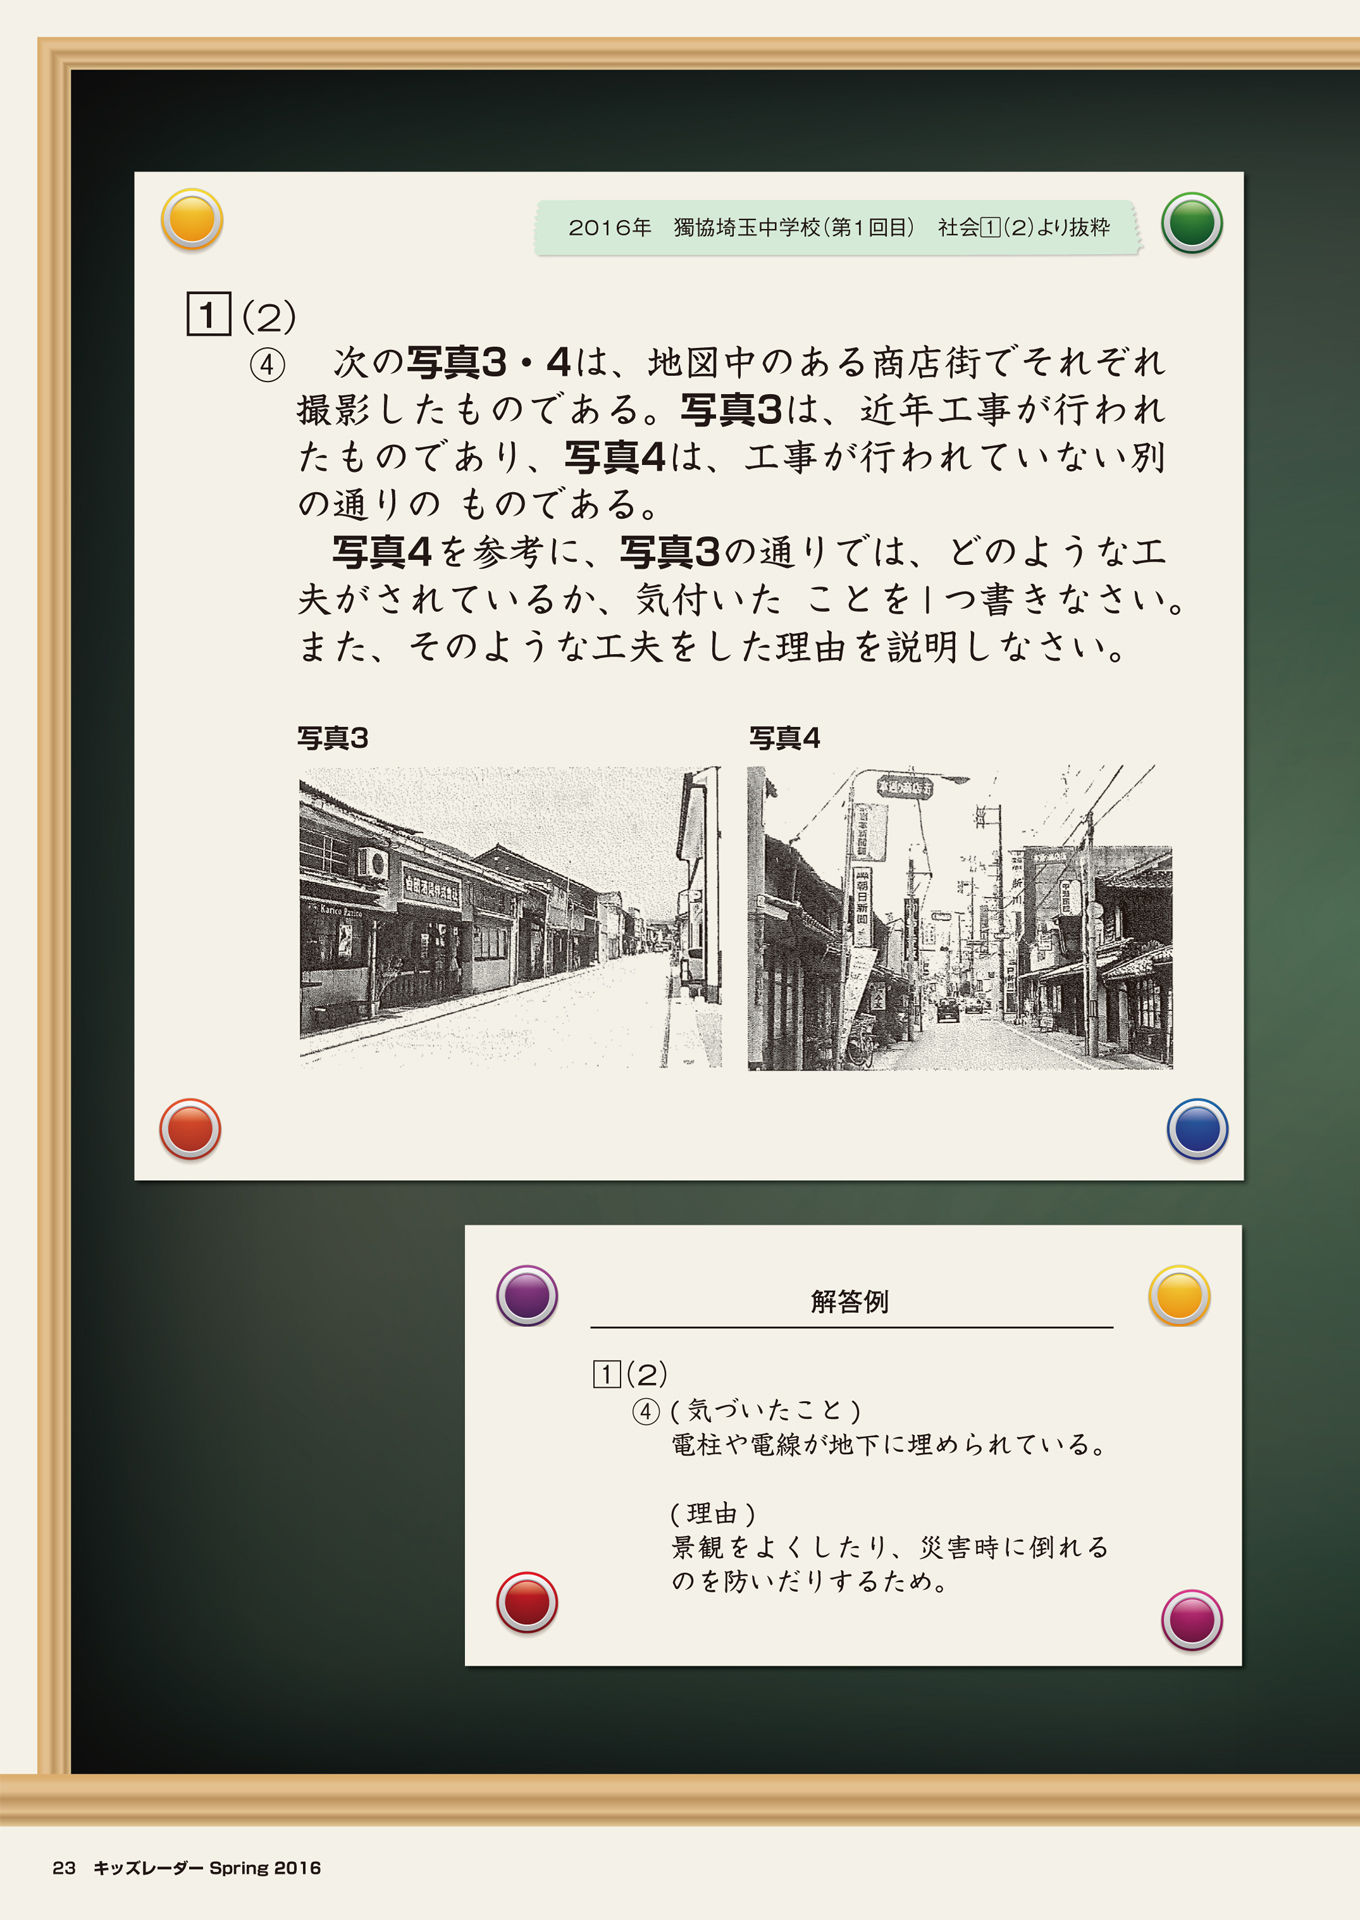 2016年　獨協埼玉中学校（第1回目）　社会1（2）より抜粋
1（2）
④　次の写真3・4は、地図中のある商店街でそれぞれ
撮影したものである。写真3は、近年工事が行われ
たものであり、写真4は、工事が行われていない別
の通りの ものである。
写真4を参考に、写真3の通りでは、どのような工
夫がされているか、気付いた ことを1つ書きなさい。
また、そのような工夫をした理由を説明しなさい。
写真3
写真4
朝日新聞
解答例
1（2）
④ ( 気づいたこと )
電柱や電線が地下に埋められている。
( 理由 )
景観をよくしたり、災害時に倒れる
のを防いだりするため。
23　キッズレーダー Spring 2016